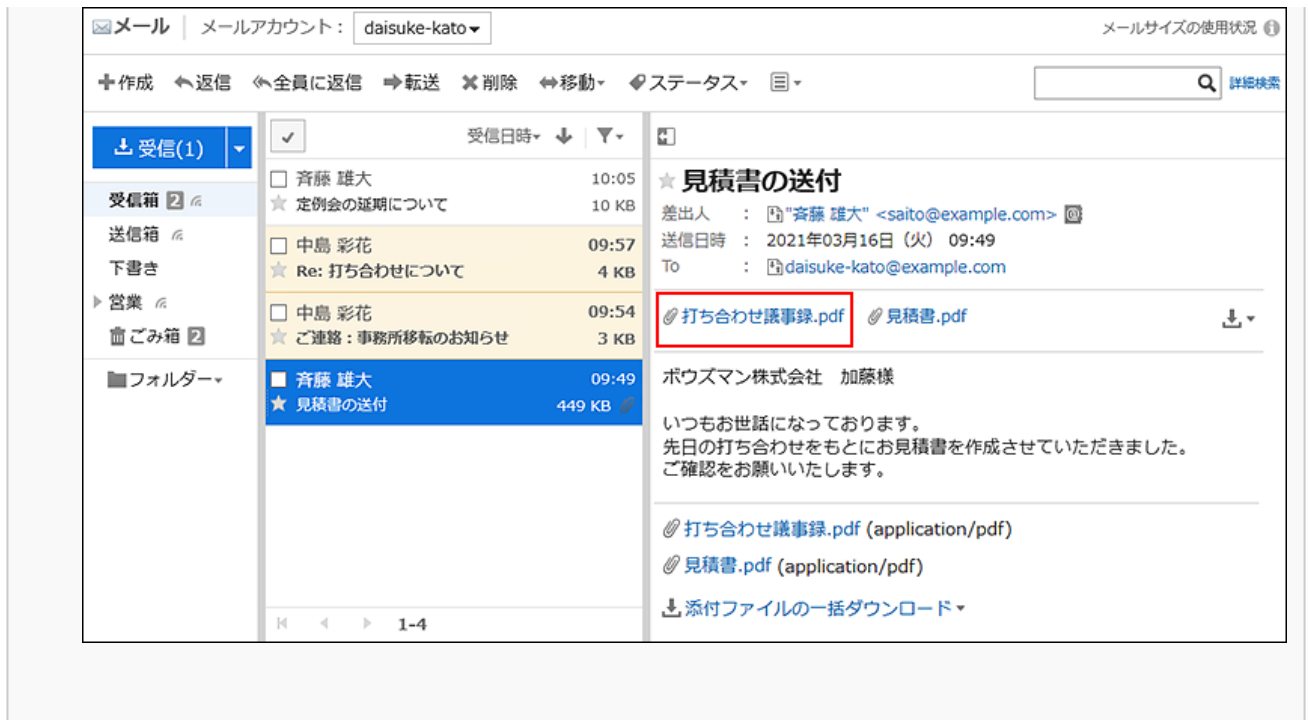 メール メールアカウント： daisuke-kato メールサイズの使用状況
作成 返信 全員に返信 転送 削除 移動 ステータス 詳細検索
受信(1)
受信箱 2
送信箱
下書き
営業
ごみ箱 2
フォルダー
受信日時
斉藤 雄大 10:05
定例会の延期について 10 KB
中島 彩花 09:57
Re: 打ち合わせについて 4 KB
中島 彩花 09:54
ご連絡：事務所移転のお知らせ 3 KB
斉藤 雄大 09:49
見積書の送付 449 KB
1-4
見積書の送付
差出人 : "斉藤 雄大" <saito@example.com>
送信日時 : 2021年03月16日（火） 09:49
To : daisuke-kato@example.com
打ち合わせ議事録.pdf 見積書.pdf
ボウズマン株式会社　加藤様
いつもお世話になっております。
先日の打ち合わせをもとにお見積書を作成させていただきました。
ご確認をお願いいたします。
打ち合わせ議事録.pdf (application/pdf)
見積書.pdf (application/pdf)
添付ファイルの一括ダウンロード